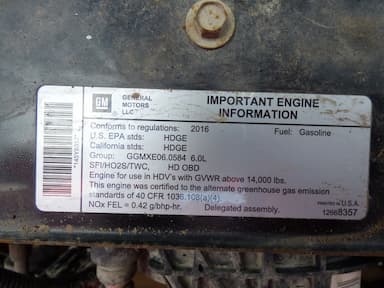 GM
GENERAL MOTORS LLC
IMPORTANT ENGINE INFORMATION
Conforms to regulations: 2016
Fuel: Gasoline
U.S. EPA stds: HDGE
California stds: HDGE
Group: GGMXE06.0584 6.0L
SFI/HO2S/TWC, HD OBD
Engine for use in HDV's with GVWR above 14,000 lbs.
This engine was certified to the alternate greenhouse gas emission
standards of 40 CFR 1036.108(a)(4).
NOx FEL = 0.42 g/bhp-hr. Delegated assembly.
PRINTED IN U.S.A.
12668357